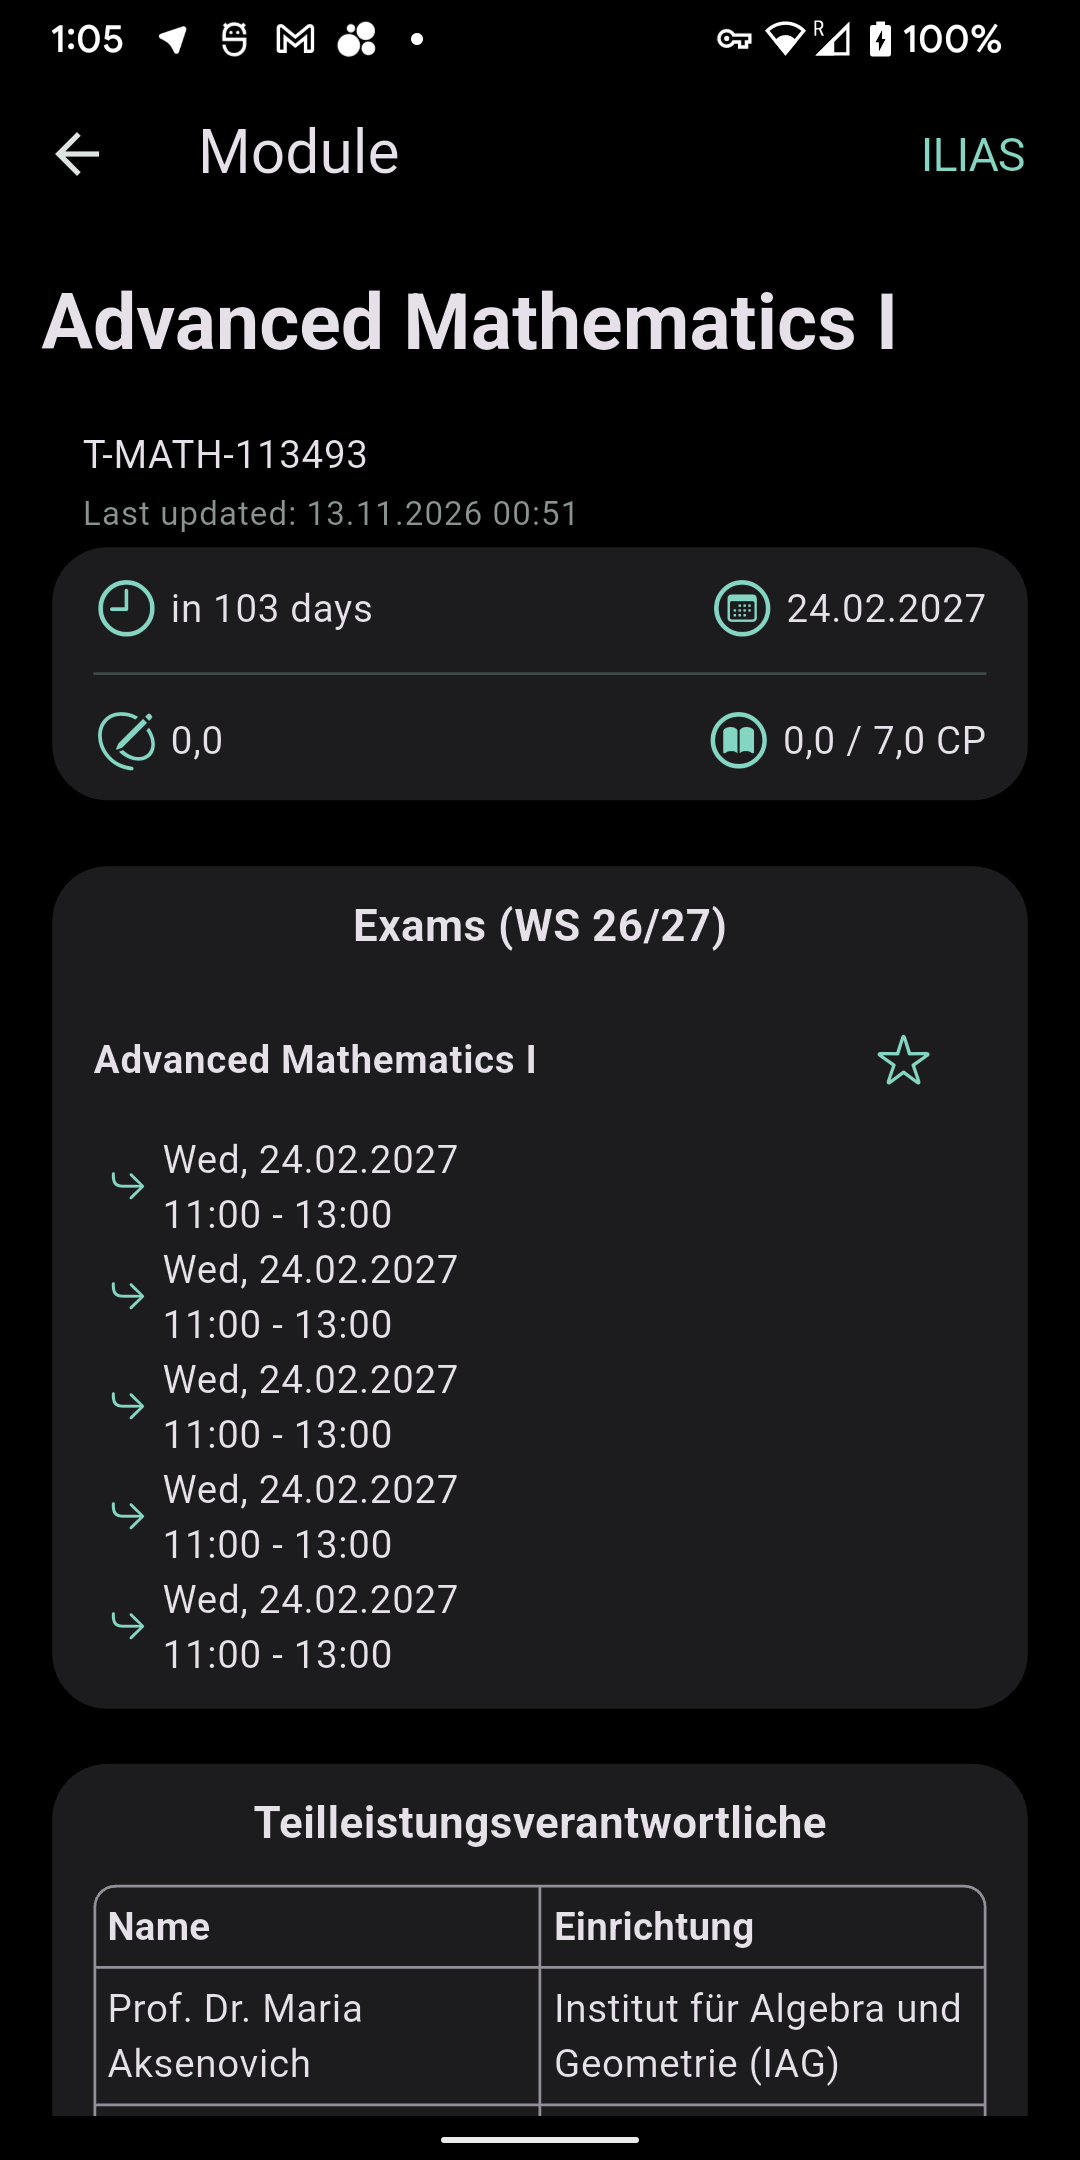 1:05
R
100%
Module
ILIAS
Advanced Mathematics I
T-MATH-113493
Last updated: 13.11.2026 00:51
in 103 days
24.02.2027
0,0
0,0 / 7,0 CP
Exams (WS 26/27)
Advanced Mathematics I
Wed, 24.02.2027
11:00 - 13:00
Wed, 24.02.2027
11:00 - 13:00
Wed, 24.02.2027
11:00 - 13:00
Wed, 24.02.2027
11:00 - 13:00
Wed, 24.02.2027
11:00 - 13:00
Teilleistungsverantwortliche
Name
Einrichtung
Prof. Dr. Maria
Aksenovich
Institut für Algebra und
Geometrie (IAG)